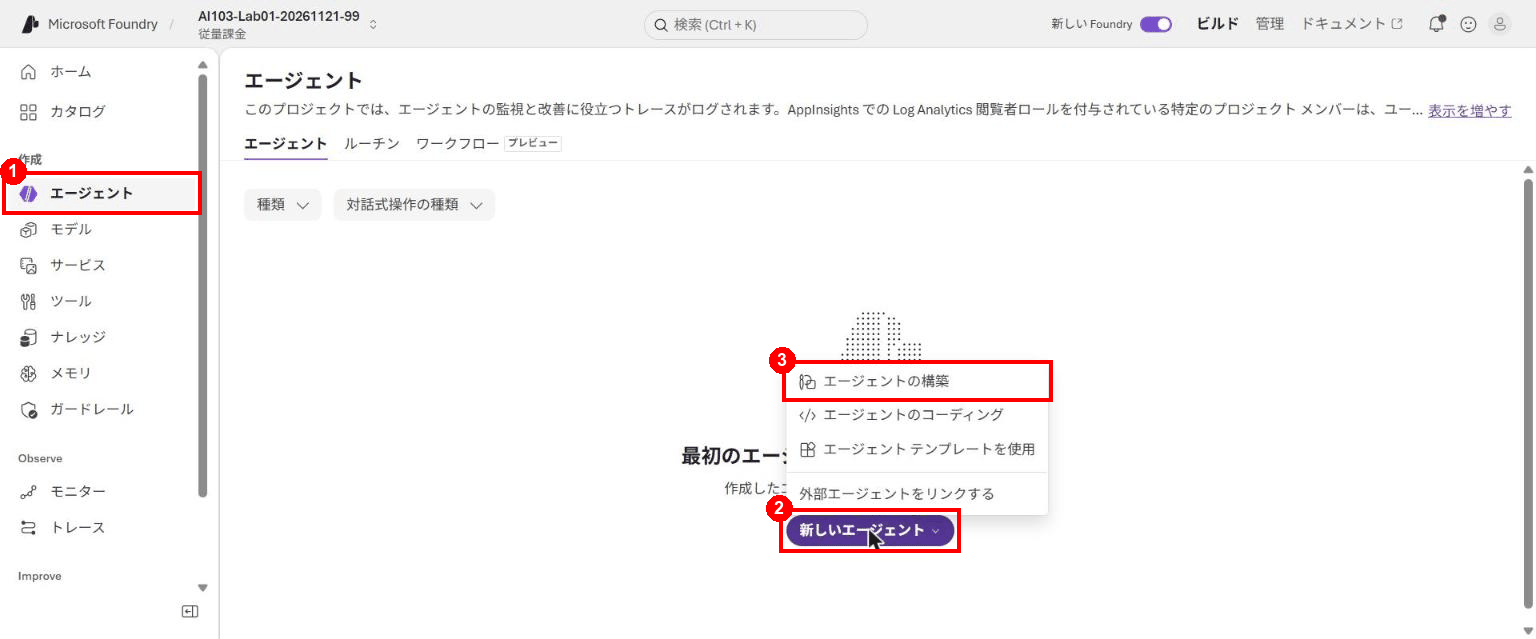 Microsoft Foundry / AI103-Lab01-20261121-99
従量課金
検索 (Ctrl + K)
新しい Foundry ビルド 管理 ドキュメント
ホーム
カタログ
作成
1
エージェント
モデル
サービス
ツール
ナレッジ
メモリ
ガードレール
Observe
モニター
トレース
Improve
エージェント
このプロジェクトでは、エージェントの監視と改善に役立つトレースがログされます。AppInsights での Log Analytics 閲覧者ロールを付与されている特定のプロジェクト メンバーは、ユー... 表示を増やす
エージェント ルーチン ワークフロー プレビュー
種類 対話式操作の種類
3
エージェントの構築
エージェントのコーディング
エージェント テンプレートを使用
外部エージェントをリンクする
最初のエー
作成した
2
新しいエージェント